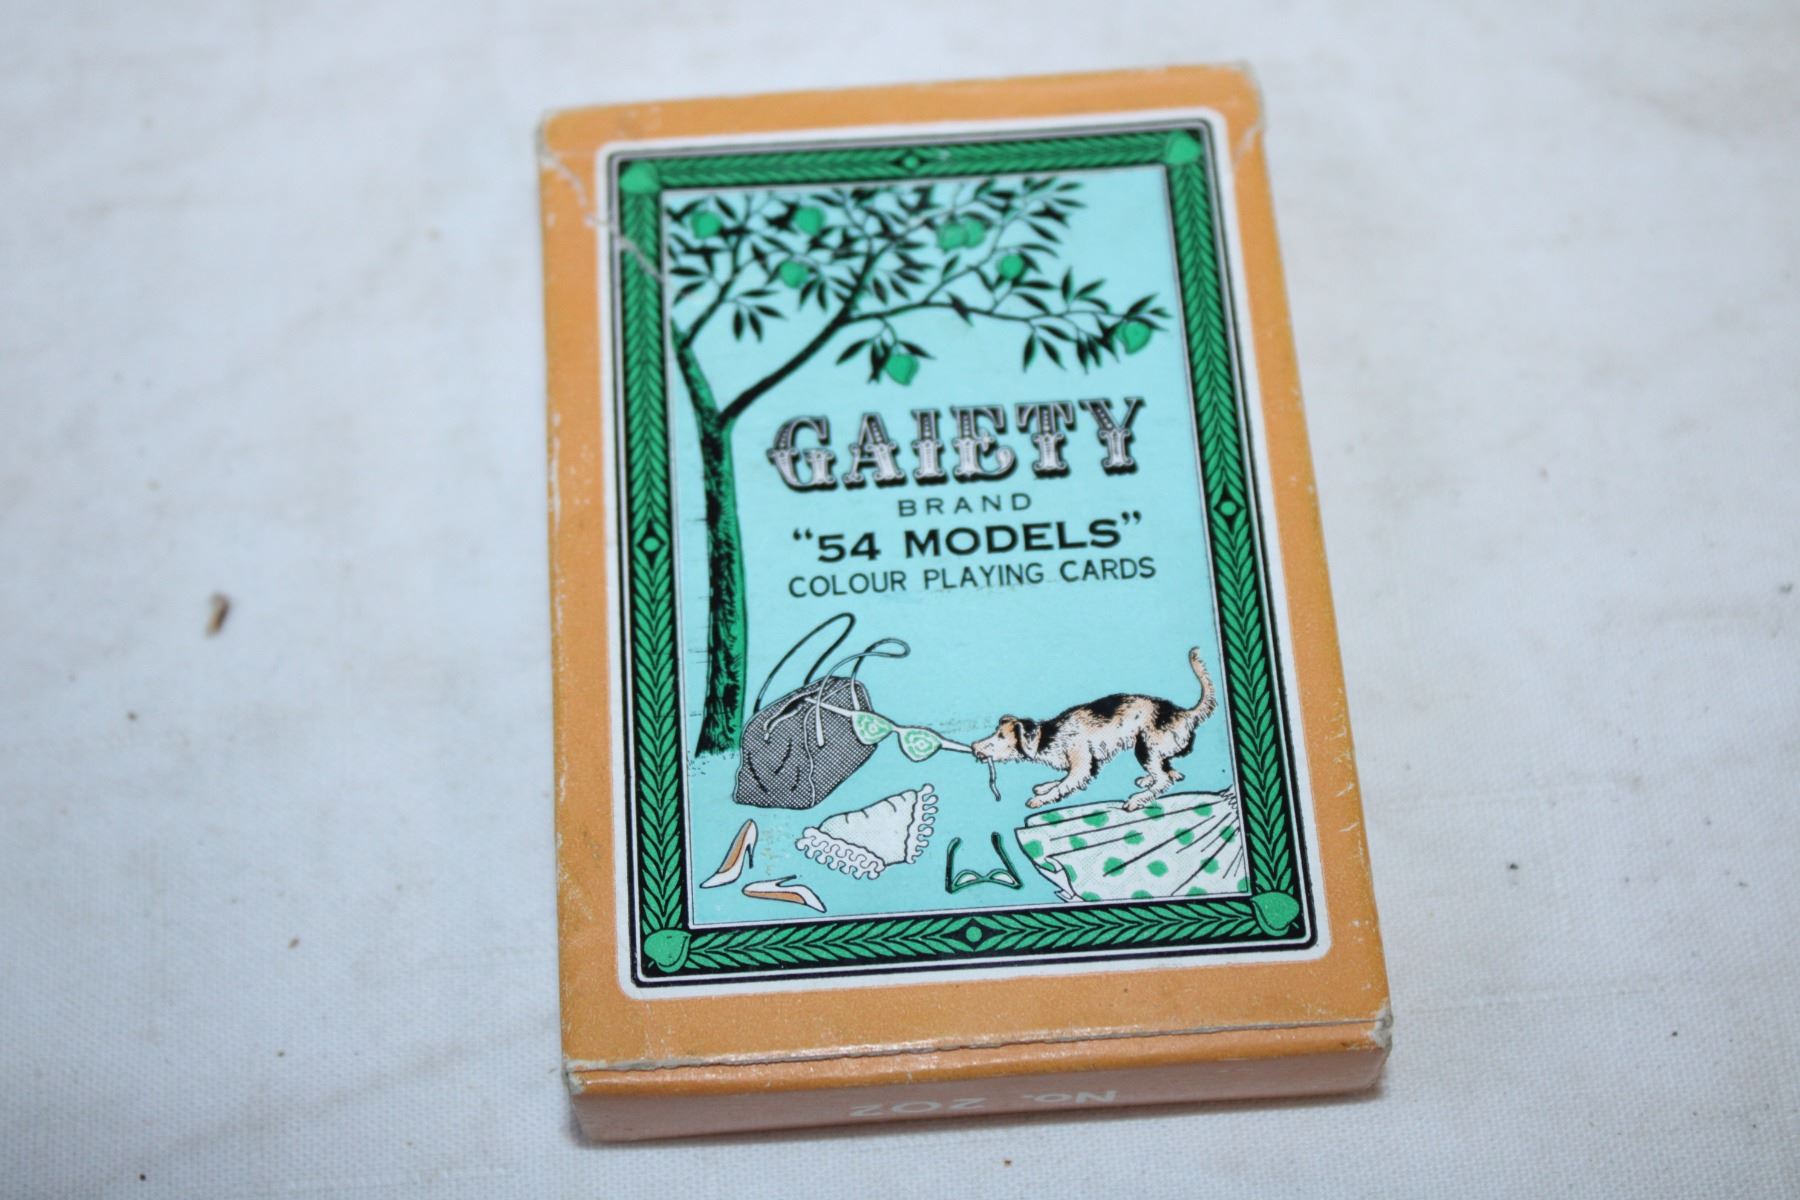 GAIETY
BRAND
"54 MODELS"
COLOUR PLAYING CARDS
No. 202